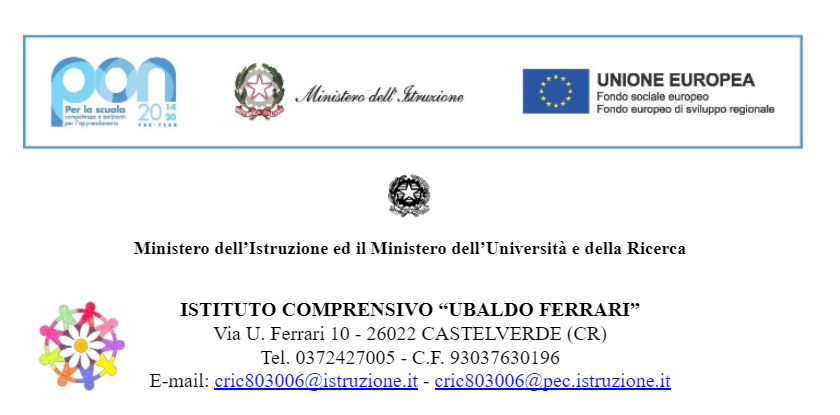 pon
Per la scuola
competenze e ambienti
per l'apprendimento
2014
20
FSE-FESR
Ministero dell'Istruzione
UNIONE EUROPEA
Fondo sociale europeo
Fondo europeo di sviluppo regionale
Ministero dell’Istruzione ed il Ministero dell’Università e della Ricerca
ISTITUTO COMPRENSIVO “UBALDO FERRARI”
Via U. Ferrari 10 - 26022 CASTELVERDE (CR)
Tel. 0372427005 - C.F. 93037630196
E-mail: cric803006@istruzione.it - cric803006@pec.istruzione.it